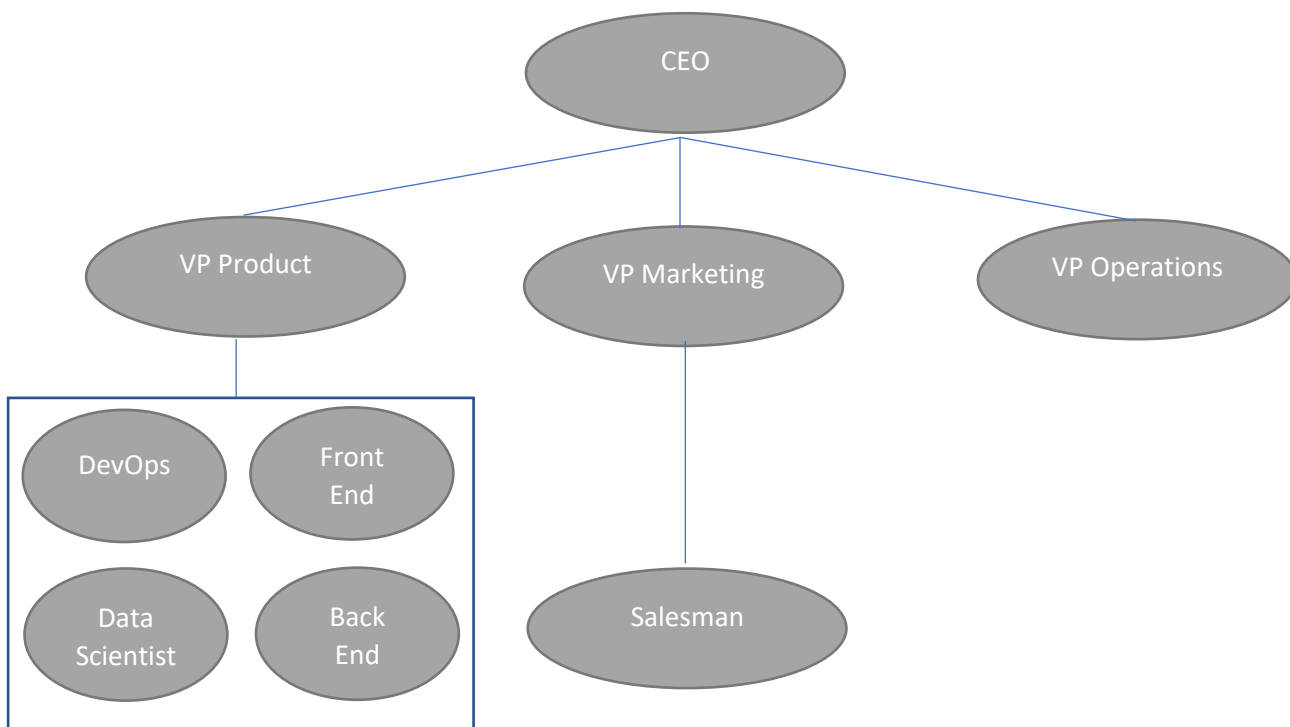 CEO
VP Product
VP Marketing
VP Operations
DevOps
Front
End
Data
Scientist
Back
End
Salesman